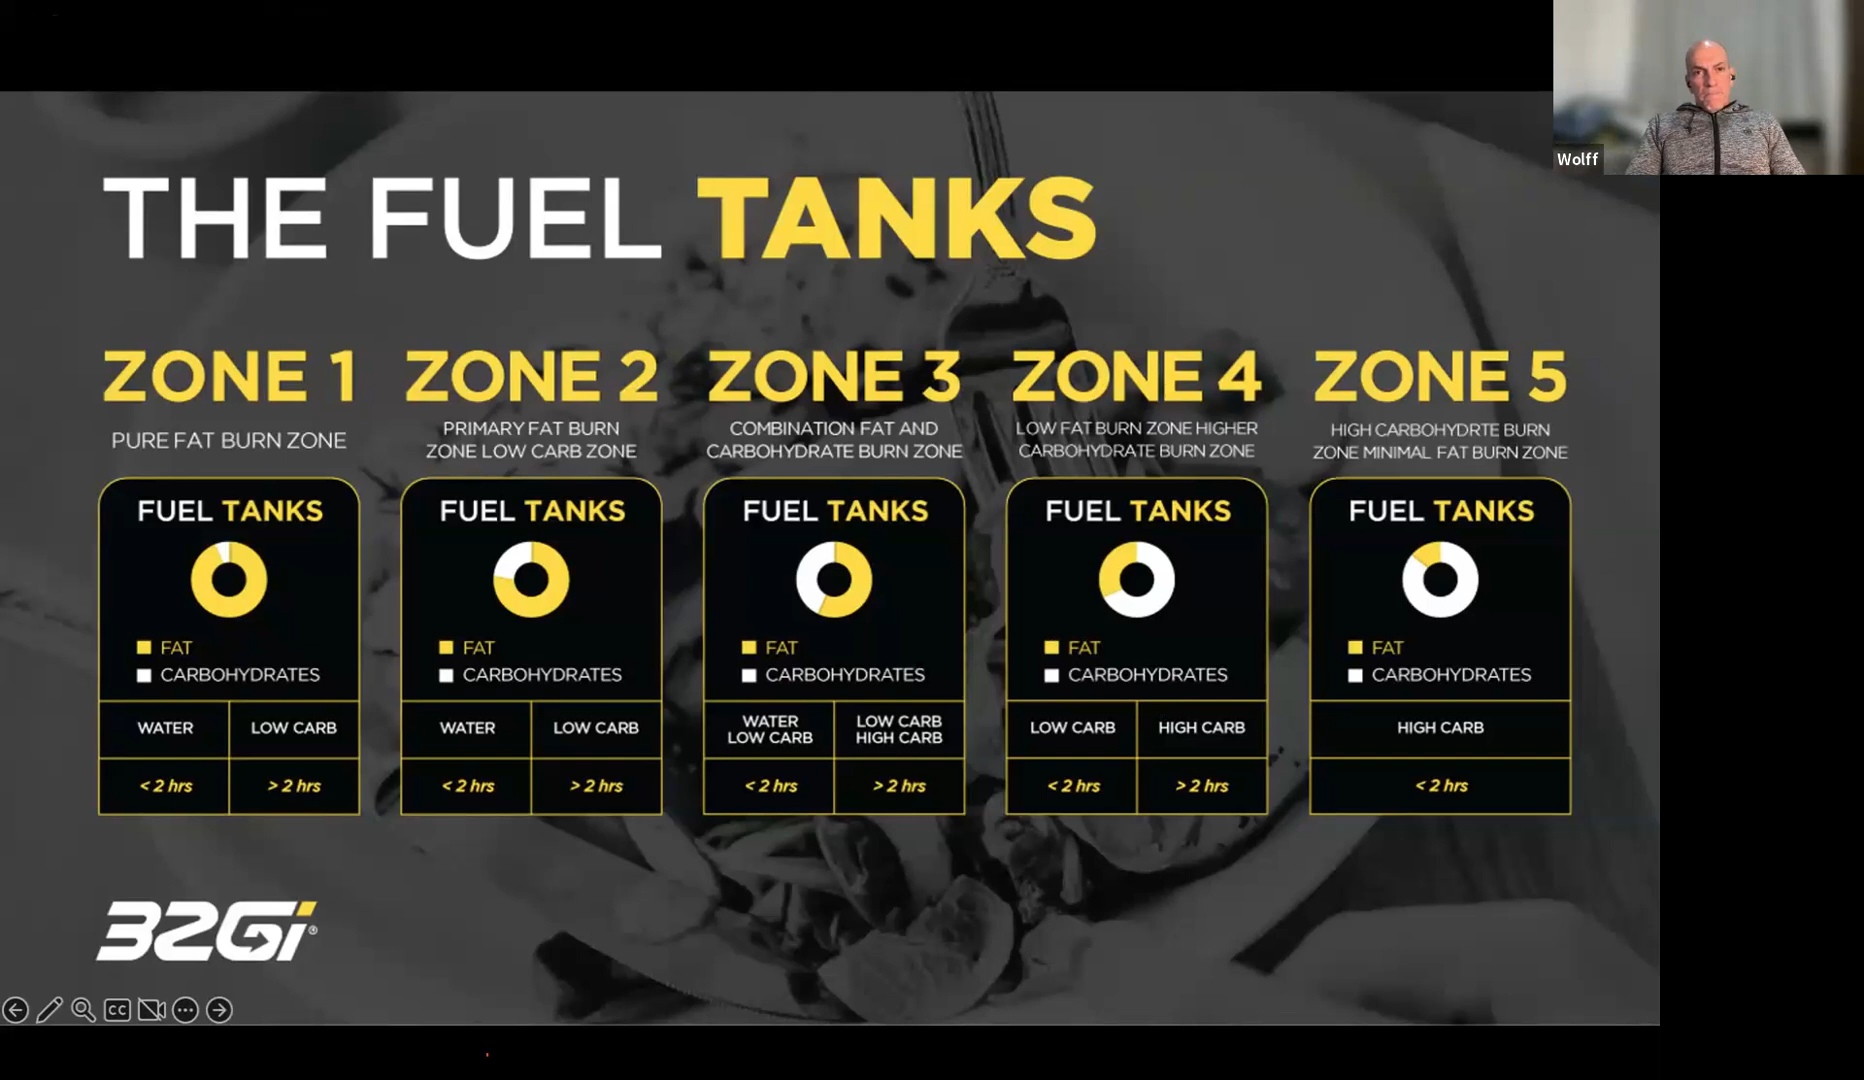 Wolff
THE FUEL TANKS
ZONE 1
PURE FAT BURN ZONE
FUEL TANKS
FAT
CARBOHYDRATES
WATER
LOW CARB
< 2 hrs
> 2 hrs
ZONE 2
PRIMARY FAT BURN
ZONE LOW CARB ZONE
FUEL TANKS
FAT
CARBOHYDRATES
WATER
LOW CARB
< 2 hrs
> 2 hrs
ZONE 3
COMBINATION FAT AND
CARBOHYDRATE BURN ZONE
FUEL TANKS
FAT
CARBOHYDRATES
WATER
LOW CARB
LOW CARB
HIGH CARB
< 2 hrs
> 2 hrs
ZONE 4
LOW FAT BURN ZONE HIGHER
CARBOHYDRATE BURN ZONE
FUEL TANKS
FAT
CARBOHYDRATES
LOW CARB
HIGH CARB
< 2 hrs
> 2 hrs
ZONE 5
HIGH CARBOHYDRTE BURN
ZONE MINIMAL FAT BURN ZONE
FUEL TANKS
FAT
CARBOHYDRATES
HIGH CARB
< 2 hrs
32Gi®
CC